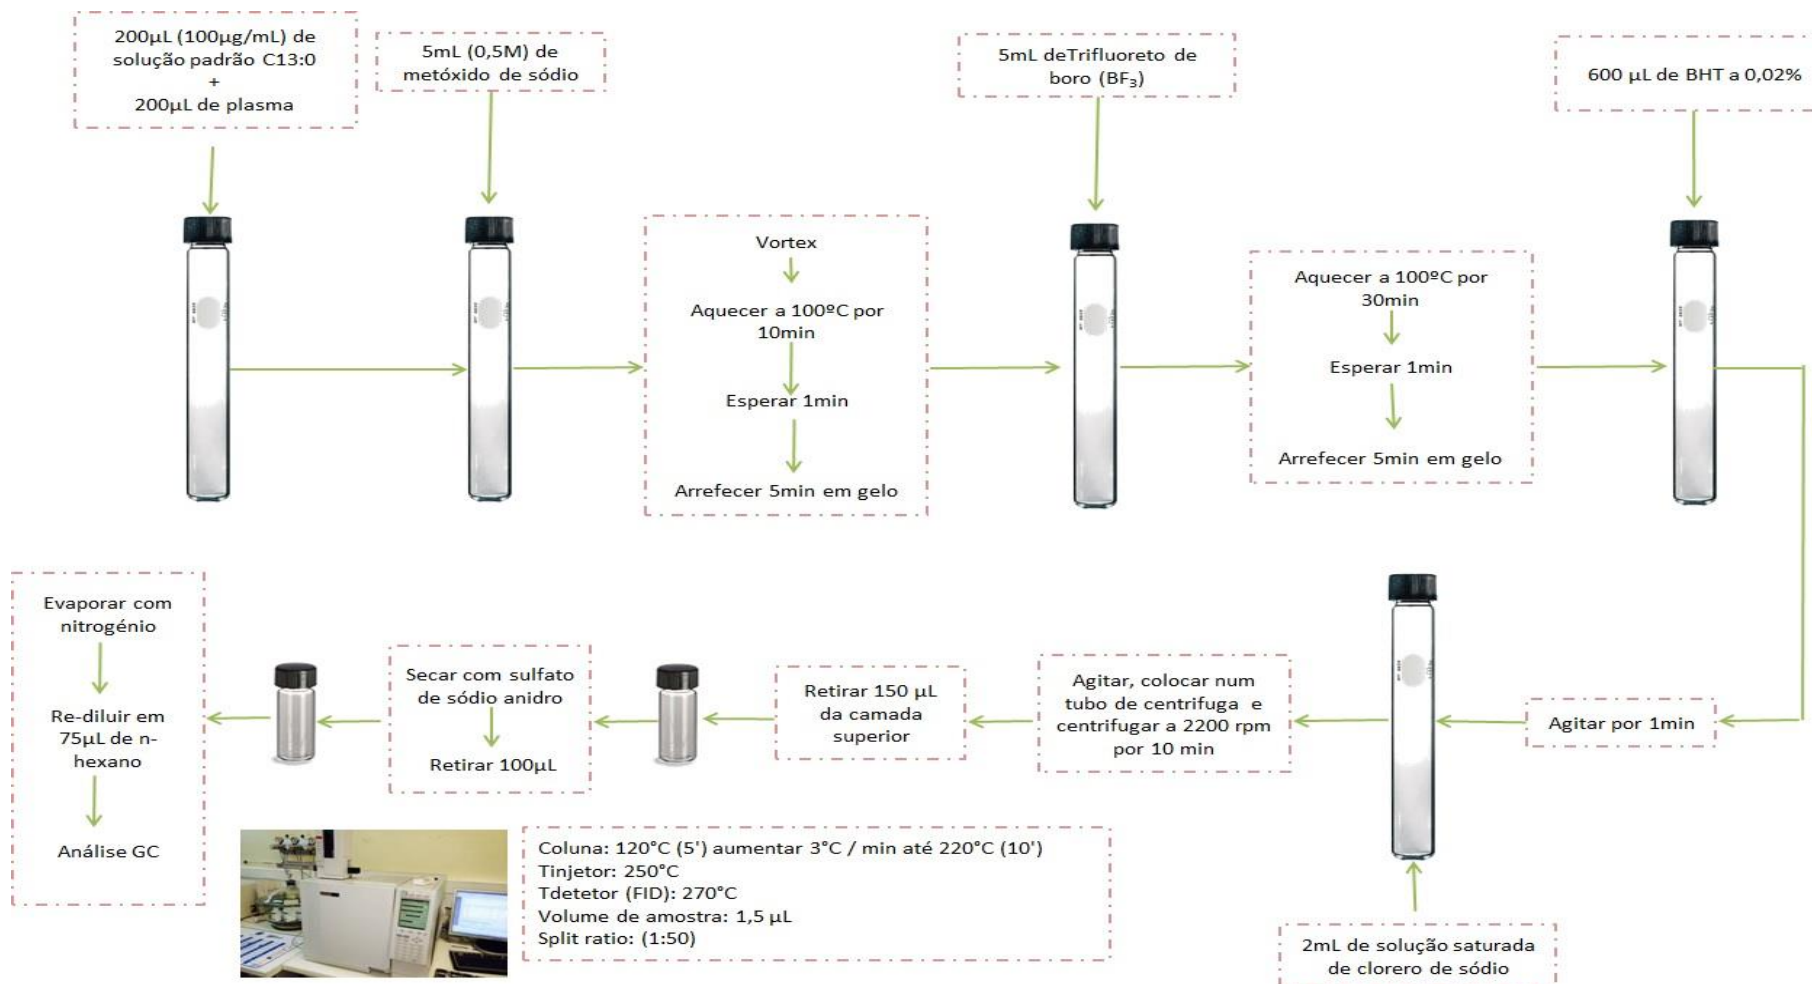 200µL (100µg/mL) de
solução padrão C13:0
+
200µL de plasma
5mL (0,5M) de
metóxido de sódio
5mL deTrifluoreto de
boro (BF₃)
600 µL de BHT a 0,02%
Vortex
Aquecer a 100ºC por
10min
Esperar 1min
Arrefecer 5min em gelo
Aquecer a 100ºC por
30min
Esperar 1min
Arrefecer 5min em gelo
Agitar por 1min
2mL de solução saturada
de clorero de sódio
Agitar, colocar num
tubo de centrifuga e
centrifugar a 2200 rpm
por 10 min
Retirar 150 µL
da camada
superior
Secar com sulfato
de sódio anidro
Retirar 100µL
Evaporar com
nitrogénio
Re-diluir em
75µL de n-
hexano
Análise GC
Coluna: 120°C (5') aumentar 3°C / min até 220°C (10')
Tinjetor: 250°C
Tdetetor (FID): 270°C
Volume de amostra: 1,5 µL
Split ratio: (1:50)